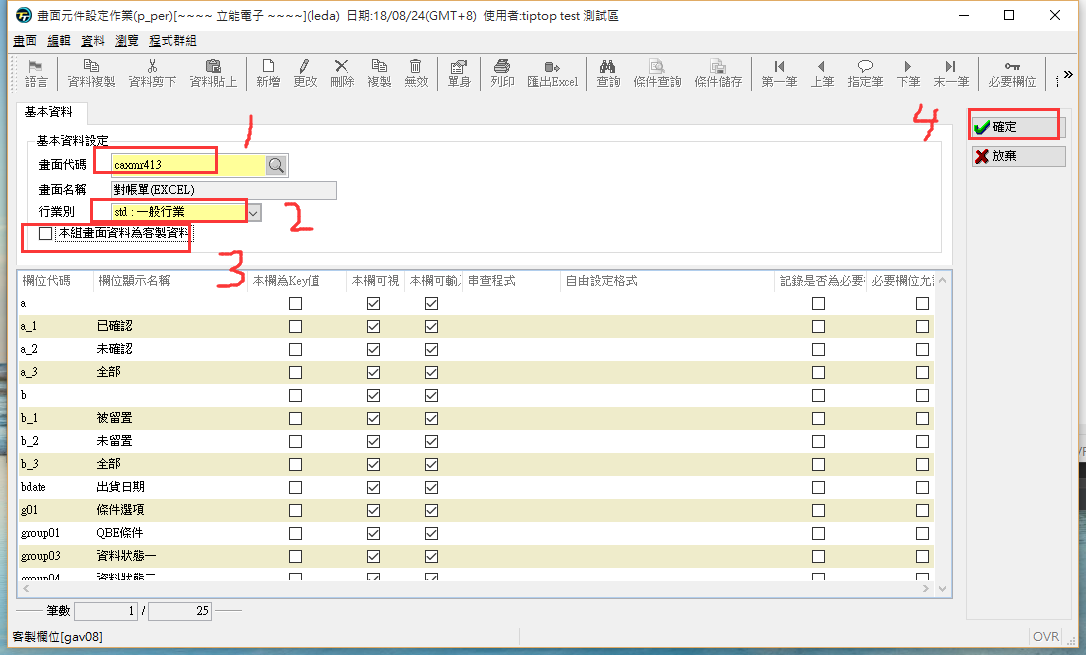 畫面元件設定作業(p_per)[~~~~ 立能電子 ~~~~](leda) 日期:18/08/24(GMT+8) 使用者:tiptop test 測試區
畫面 編輯 資料 瀏覽 程式群組
語言 資料複製 資料剪下 資料貼上 新增 更改 刪除 複製 無效 單身 列印 匯出Excel 查詢 條件查詢 條件儲存 第一筆 上筆 指定筆 下筆 末一筆 必要欄位 »
基本資料
1
4
確定
基本資料設定
畫面代碼 caxmr413
放棄
畫面名稱 對帳單(EXCEL)
行業別 std : 一般行業
2
本組畫面資料為客製資料
3
欄位代碼 欄位顯示名稱 本欄為Key值 本欄可視 本欄可輸 串查程式 自由設定格式 記錄是否為必要 必要欄位允
a
a_1 已確認
a_2 未確認
a_3 全部
b
b_1 被留置
b_2 未留置
b_3 全部
bdate 出貨日期
g01 條件選項
group01 QBE條件
group03 資料狀態一
group04 資料狀態二
筆數 1 / 25
客製欄位[gav08]
OVR